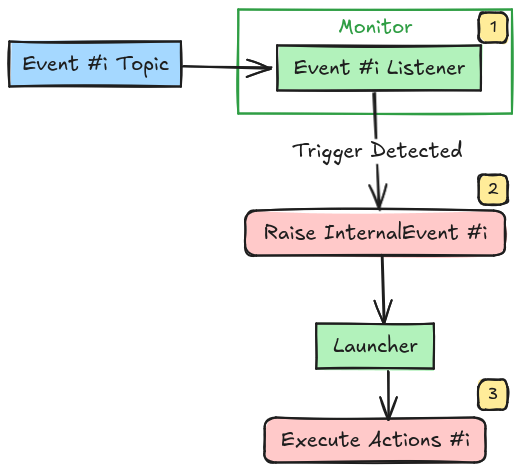 Monitor
1
Event #i Topic
Event #i Listener
Trigger Detected
2
Raise InternalEvent #i
Launcher
3
Execute Actions #i